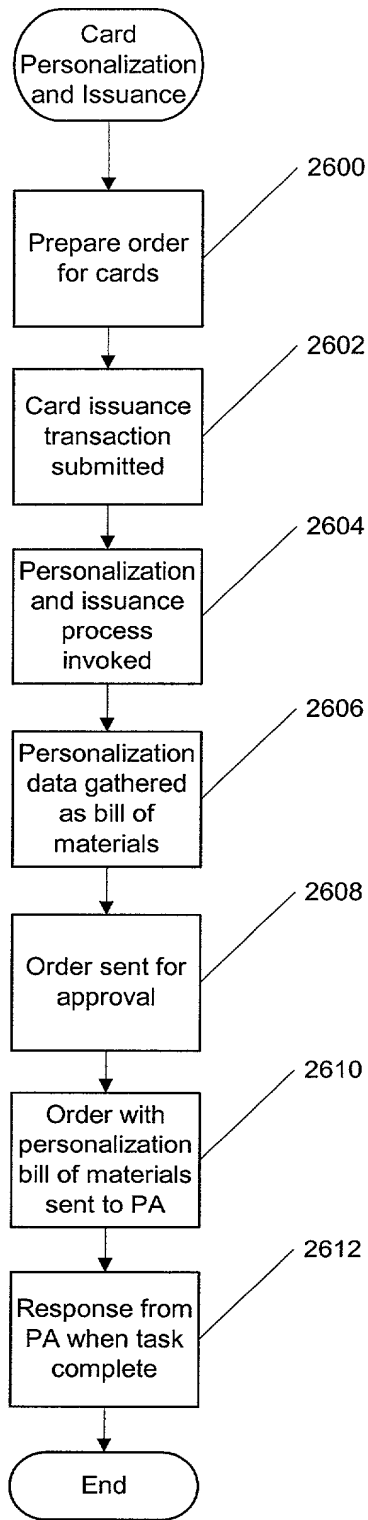 Card
Personalization
and Issuance
2600
Prepare order
for cards
2602
Card issuance
transaction
submitted
2604
Personalization
and issuance
process
invoked
2606
Personalization
data gathered
as bill of
materials
2608
Order sent for
approval
2610
Order with
personalization
bill of materials
sent to PA
2612
Response from
PA when task
complete
End